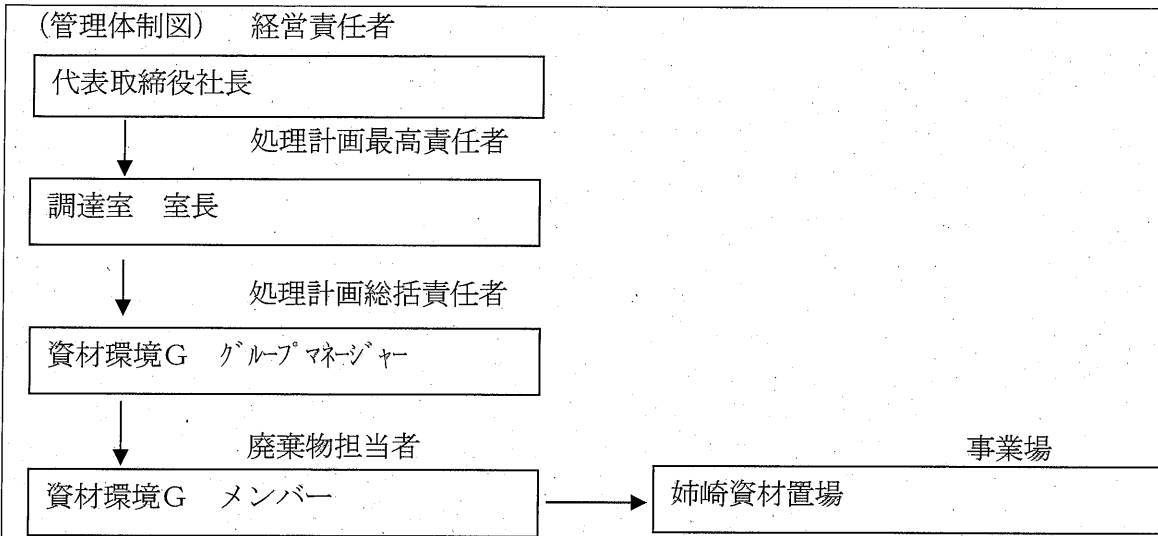 (管理体制図) 経営責任者
代表取締役社長
処理計画最高責任者
調達室 室長
処理計画総括責任者
資材環境G グループマネージャー
廃棄物担当者
事業場
資材環境G メンバー
姉崎資材置場